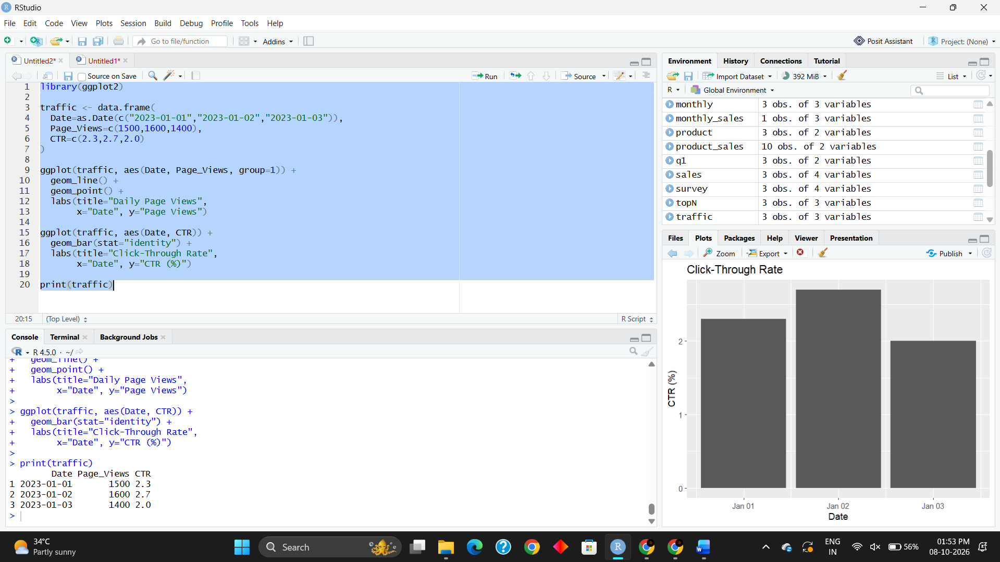 RStudio
File Edit Code View Plots Session Build Debug Profile Tools Help
Go to file/function Addins Posit Assistant Project: (None)
Untitled2* Untitled1*
Source on Save Run Source
1 library(ggplot2)
2
3 traffic <- data.frame(
4 Date=as.Date(c("2023-01-01","2023-01-02","2023-01-03")),
5 Page_Views=c(1500,1600,1400),
6 CTR=c(2.3,2.7,2.0)
7 )
8
9 ggplot(traffic, aes(Date, Page_Views, group=1)) +
10 geom_line() +
11 geom_point() +
12 labs(title="Daily Page Views",
13 x="Date", y="Page Views")
14
15 ggplot(traffic, aes(Date, CTR)) +
16 geom_bar(stat="identity") +
17 labs(title="Click-Through Rate",
18 x="Date", y="CTR (%)")
19
20 print(traffic)
20:15 (Top Level) R Script
Console Terminal Background Jobs
R 4.5.0 · ~/
+ geom_line() +
+ geom_point() +
+ labs(title="Daily Page Views",
+ x="Date", y="Page Views")
>
> ggplot(traffic, aes(Date, CTR)) +
+ geom_bar(stat="identity") +
+ labs(title="Click-Through Rate",
+ x="Date", y="CTR (%)")
>
> print(traffic)
Date Page_Views CTR
1 2023-01-01 1500 2.3
2 2023-01-02 1600 2.7
3 2023-01-03 1400 2.0
>
Environment History Connections Tutorial
Import Dataset 392 MiB List
R Global Environment
monthly 3 obs. of 3 variables
monthly_sales 1 obs. of 3 variables
product 3 obs. of 2 variables
product_sales 10 obs. of 2 variables
q1 3 obs. of 2 variables
sales 3 obs. of 4 variables
survey 3 obs. of 4 variables
topN 3 obs. of 3 variables
traffic 3 obs. of 3 variables
Files Plots Packages Help Viewer Presentation
Zoom Export Publish
Click-Through Rate
2
1
0
CTR (%)
Jan 01 Jan 02 Jan 03
Date
34°C
Partly sunny
Search
ENG
IN
56%
01:53 PM
08-10-2026